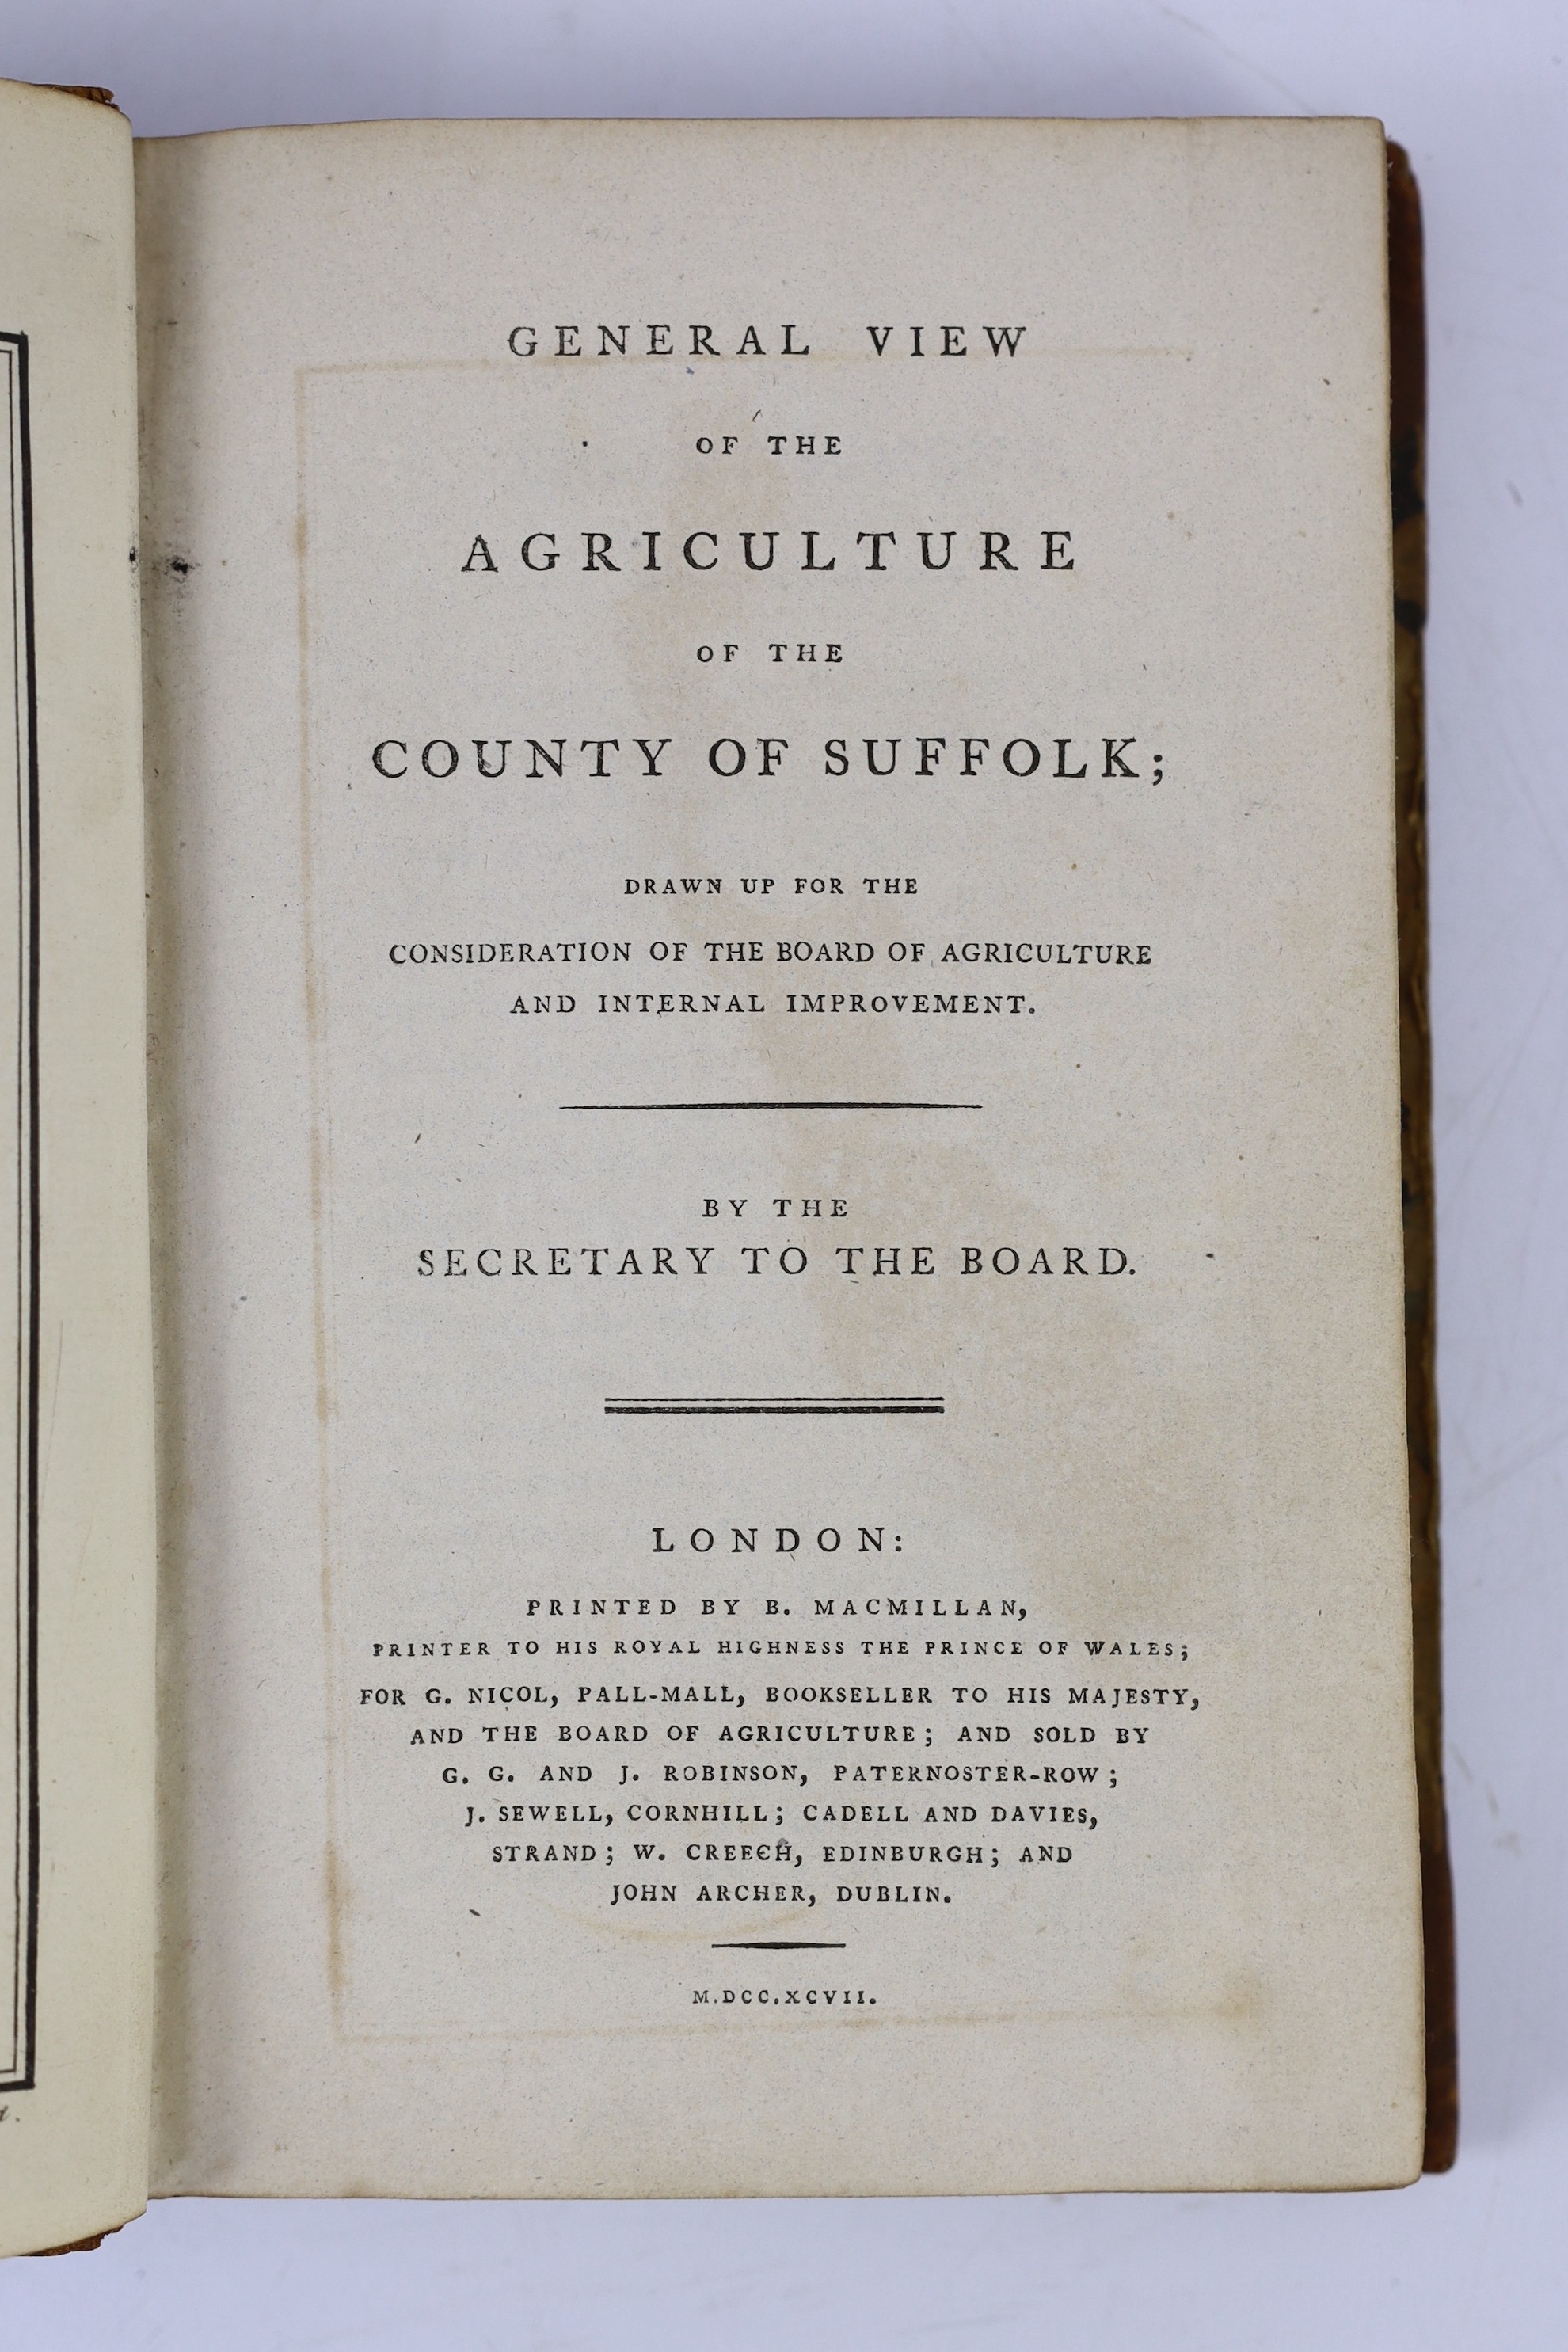 GENERAL VIEW
OF THE
AGRICULTURE
OF THE
COUNTY OF SUFFOLK;
DRAWN UP FOR THE
CONSIDERATION OF THE BOARD OF AGRICULTURE
AND INTERNAL IMPROVEMENT.
BY THE
SECRETARY TO THE BOARD.
LONDON:
PRINTED BY B. MACMILLAN,
PRINTER TO HIS ROYAL HIGHNESS THE PRINCE OF WALES;
FOR G. NICOL, PALL-MALL, BOOKSELLER TO HIS MAJESTY,
AND THE BOARD OF AGRICULTURE; AND SOLD BY
G. G. AND J. ROBINSON, PATERNOSTER-ROW;
J. SEWELL, CORNHILL; CADELL AND DAVIES,
STRAND; W. CREECH, EDINBURGH; AND
JOHN ARCHER, DUBLIN.
M.DCC.XCVII.